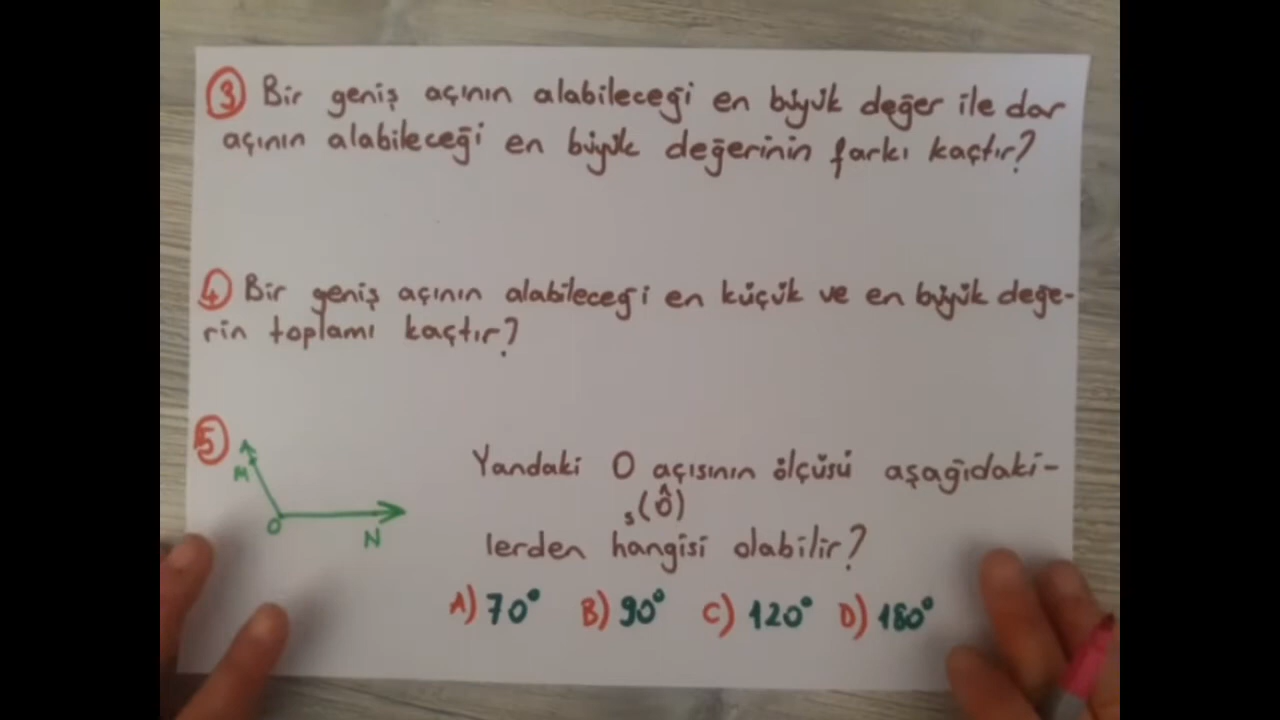 3 Bir geniş açının alabileceği en büyük değer ile dar
açının alabileceği en büyük değerinin farkı kaçtır?
4 Bir geniş açının alabileceği en küçük ve en büyük değe-
rin toplamı kaçtır?
5
M
O
N
Yandaki O açısının ölçüsü aşağıdaki-
s(Ô)
lerden hangisi olabilir?
A) 70° B) 90° C) 120° D) 180°